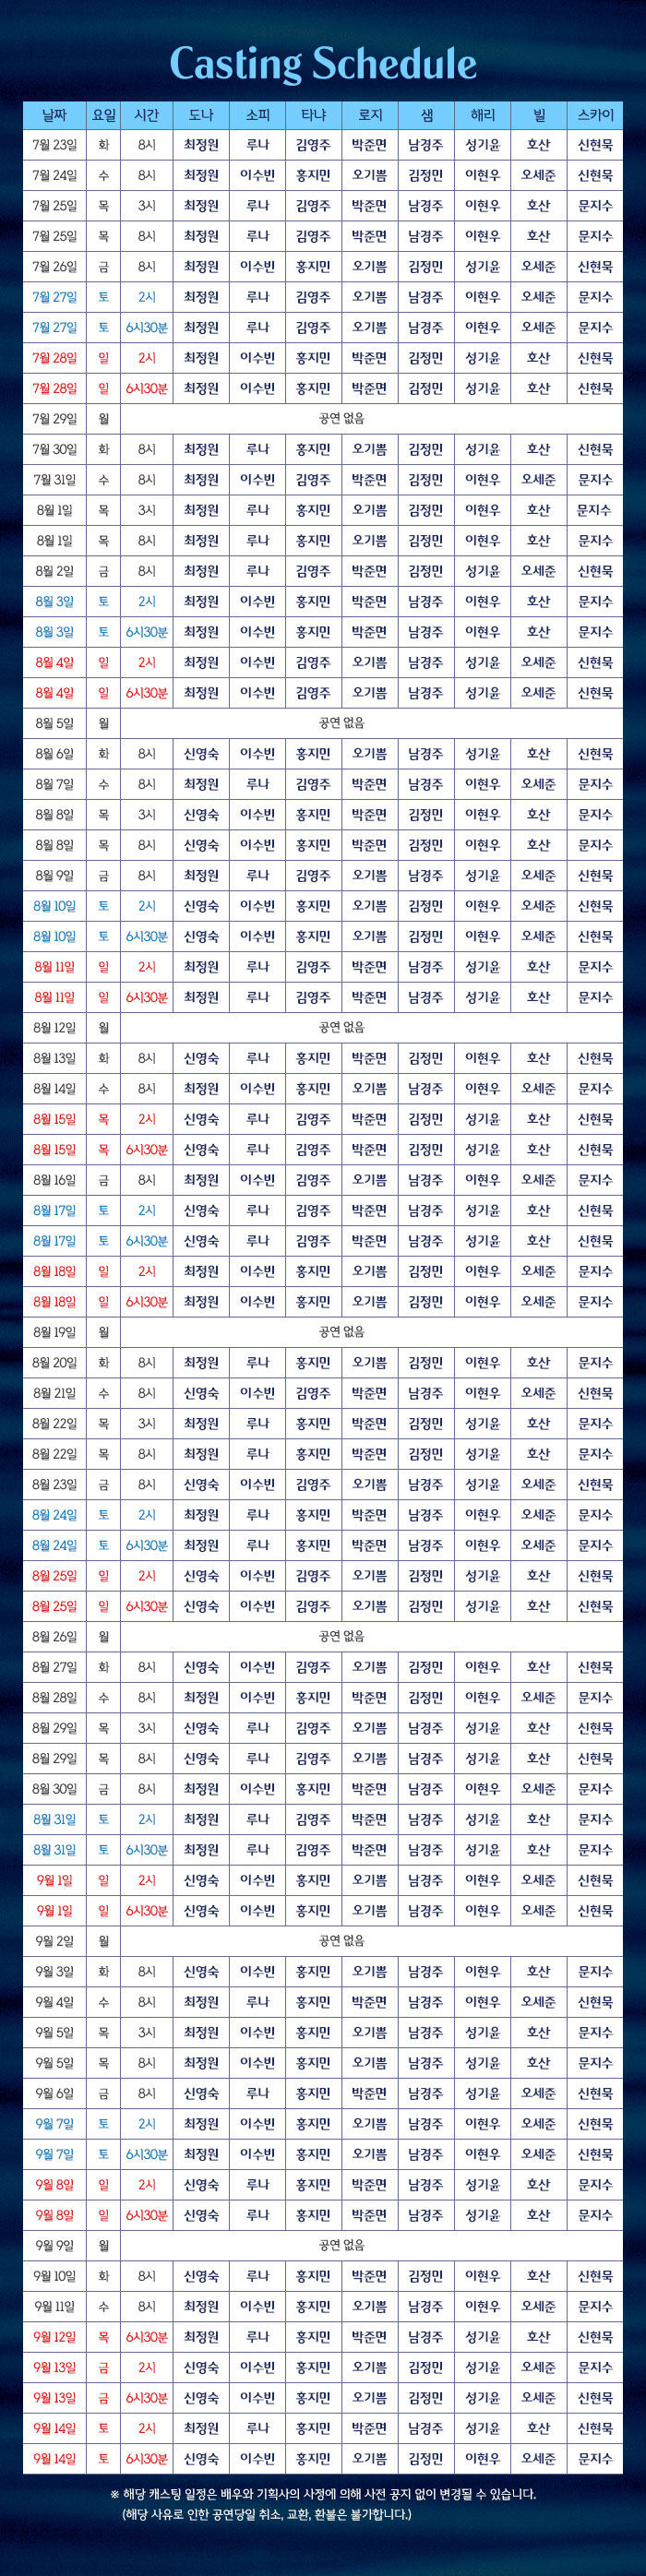 Casting Schedule
날짜 요일 시간 도나 소피 타냐 로지 샘 해리 빌 스카이
7월 23일 화 8시 최정원 루나 김영주 박준면 남경주 성기윤 호산 신현묵
7월 24일 수 8시 최정원 이수빈 홍지민 오기쁨 김정민 이현우 오세준 신현묵
7월 25일 목 3시 최정원 루나 김영주 박준면 남경주 이현우 호산 문지수
7월 25일 목 8시 최정원 루나 김영주 박준면 남경주 이현우 호산 문지수
7월 26일 금 8시 최정원 이수빈 홍지민 오기쁨 김정민 성기윤 오세준 신현묵
7월 27일 토 2시 최정원 루나 김영주 오기쁨 남경주 이현우 오세준 문지수
7월 27일 토 6시30분 최정원 루나 김영주 오기쁨 남경주 이현우 오세준 문지수
7월 28일 일 2시 최정원 이수빈 홍지민 박준면 김정민 성기윤 호산 신현묵
7월 28일 일 6시30분 최정원 이수빈 홍지민 박준면 김정민 성기윤 호산 신현묵
7월 29일 월 공연 없음
7월 30일 화 8시 최정원 루나 홍지민 오기쁨 김정민 성기윤 호산 신현묵
7월 31일 수 8시 최정원 이수빈 김영주 박준면 김정민 이현우 오세준 문지수
8월 1일 목 3시 최정원 루나 홍지민 오기쁨 김정민 이현우 호산 문지수
8월 1일 목 8시 최정원 루나 홍지민 오기쁨 김정민 이현우 호산 문지수
8월 2일 금 8시 최정원 루나 김영주 박준면 김정민 성기윤 오세준 신현묵
8월 3일 토 2시 최정원 이수빈 홍지민 박준면 남경주 이현우 호산 문지수
8월 3일 토 6시30분 최정원 이수빈 홍지민 박준면 남경주 이현우 호산 문지수
8월 4일 일 2시 최정원 이수빈 김영주 오기쁨 남경주 성기윤 오세준 신현묵
8월 4일 일 6시30분 최정원 이수빈 김영주 오기쁨 남경주 성기윤 오세준 신현묵
8월 5일 월 공연 없음
8월 6일 화 8시 신영숙 이수빈 홍지민 오기쁨 남경주 성기윤 호산 신현묵
8월 7일 수 8시 최정원 루나 김영주 박준면 남경주 이현우 오세준 문지수
8월 8일 목 3시 신영숙 이수빈 홍지민 박준면 김정민 이현우 호산 문지수
8월 8일 목 8시 신영숙 이수빈 홍지민 박준면 김정민 이현우 호산 문지수
8월 9일 금 8시 최정원 루나 김영주 오기쁨 남경주 성기윤 오세준 신현묵
8월 10일 토 2시 신영숙 이수빈 홍지민 오기쁨 김정민 이현우 오세준 신현묵
8월 10일 토 6시30분 신영숙 이수빈 홍지민 오기쁨 김정민 이현우 오세준 신현묵
8월 11일 일 2시 최정원 루나 김영주 박준면 남경주 성기윤 호산 문지수
8월 11일 일 6시30분 최정원 루나 김영주 박준면 남경주 성기윤 호산 문지수
8월 12일 월 공연 없음
8월 13일 화 8시 신영숙 루나 홍지민 박준면 김정민 이현우 호산 신현묵
8월 14일 수 8시 최정원 이수빈 홍지민 오기쁨 남경주 이현우 오세준 문지수
8월 15일 목 2시 신영숙 루나 김영주 박준면 김정민 성기윤 호산 신현묵
8월 15일 목 6시30분 신영숙 루나 김영주 박준면 김정민 성기윤 호산 신현묵
8월 16일 금 8시 최정원 이수빈 김영주 오기쁨 남경주 이현우 오세준 문지수
8월 17일 토 2시 신영숙 루나 김영주 박준면 남경주 성기윤 호산 신현묵
8월 17일 토 6시30분 신영숙 루나 김영주 박준면 남경주 성기윤 호산 신현묵
8월 18일 일 2시 최정원 이수빈 홍지민 오기쁨 김정민 이현우 오세준 문지수
8월 18일 일 6시30분 최정원 이수빈 홍지민 오기쁨 김정민 이현우 오세준 문지수
8월 19일 월 공연 없음
8월 20일 화 8시 최정원 루나 홍지민 오기쁨 김정민 이현우 호산 문지수
8월 21일 수 8시 신영숙 이수빈 김영주 박준면 남경주 이현우 오세준 신현묵
8월 22일 목 3시 최정원 루나 홍지민 박준면 김정민 성기윤 호산 문지수
8월 22일 목 8시 최정원 루나 홍지민 박준면 김정민 성기윤 호산 문지수
8월 23일 금 8시 신영숙 이수빈 김영주 오기쁨 남경주 성기윤 오세준 신현묵
8월 24일 토 2시 최정원 루나 홍지민 박준면 남경주 이현우 오세준 문지수
8월 24일 토 6시30분 최정원 루나 홍지민 박준면 남경주 이현우 오세준 문지수
8월 25일 일 2시 신영숙 이수빈 김영주 오기쁨 김정민 성기윤 호산 신현묵
8월 25일 일 6시30분 신영숙 이수빈 김영주 오기쁨 김정민 성기윤 호산 신현묵
8월 26일 월 공연 없음
8월 27일 화 8시 신영숙 이수빈 김영주 오기쁨 김정민 이현우 호산 신현묵
8월 28일 수 8시 최정원 이수빈 홍지민 박준면 김정민 이현우 오세준 문지수
8월 29일 목 3시 신영숙 루나 김영주 오기쁨 남경주 성기윤 호산 신현묵
8월 29일 목 8시 신영숙 루나 김영주 오기쁨 남경주 성기윤 호산 신현묵
8월 30일 금 8시 최정원 이수빈 홍지민 박준면 남경주 이현우 오세준 문지수
8월 31일 토 2시 최정원 루나 김영주 박준면 남경주 성기윤 호산 문지수
8월 31일 토 6시30분 최정원 루나 김영주 박준면 남경주 성기윤 호산 문지수
9월 1일 일 2시 신영숙 이수빈 홍지민 오기쁨 남경주 이현우 오세준 신현묵
9월 1일 일 6시30분 신영숙 이수빈 홍지민 오기쁨 남경주 이현우 오세준 신현묵
9월 2일 월 공연 없음
9월 3일 화 8시 신영숙 이수빈 홍지민 오기쁨 남경주 이현우 호산 문지수
9월 4일 수 8시 최정원 루나 홍지민 박준면 남경주 이현우 오세준 신현묵
9월 5일 목 3시 최정원 이수빈 홍지민 오기쁨 남경주 성기윤 호산 문지수
9월 5일 목 8시 최정원 이수빈 홍지민 오기쁨 남경주 성기윤 호산 문지수
9월 6일 금 8시 신영숙 루나 홍지민 박준면 남경주 성기윤 오세준 신현묵
9월 7일 토 2시 최정원 이수빈 홍지민 오기쁨 남경주 이현우 오세준 신현묵
9월 7일 토 6시30분 최정원 이수빈 홍지민 오기쁨 남경주 이현우 오세준 신현묵
9월 8일 일 2시 신영숙 루나 홍지민 박준면 남경주 성기윤 호산 문지수
9월 8일 일 6시30분 신영숙 루나 홍지민 박준면 남경주 성기윤 호산 문지수
9월 9일 월 공연 없음
9월 10일 화 8시 신영숙 루나 홍지민 박준면 김정민 이현우 호산 신현묵
9월 11일 수 8시 최정원 이수빈 홍지민 오기쁨 남경주 이현우 오세준 문지수
9월 12일 목 6시30분 최정원 루나 홍지민 박준면 남경주 성기윤 호산 신현묵
9월 13일 금 2시 신영숙 이수빈 홍지민 오기쁨 김정민 성기윤 오세준 문지수
9월 13일 금 6시30분 신영숙 이수빈 홍지민 오기쁨 김정민 성기윤 오세준 신현묵
9월 14일 토 2시 최정원 루나 홍지민 박준면 남경주 성기윤 호산 신현묵
9월 14일 토 6시30분 신영숙 이수빈 홍지민 오기쁨 김정민 이현우 오세준 문지수
※ 해당 캐스팅 일정은 배우와 기획사의 사정에 의해 사전 공지 없이 변경될 수 있습니다.
(해당 사유로 인한 공연당일 취소, 교환, 환불은 불가합니다.)